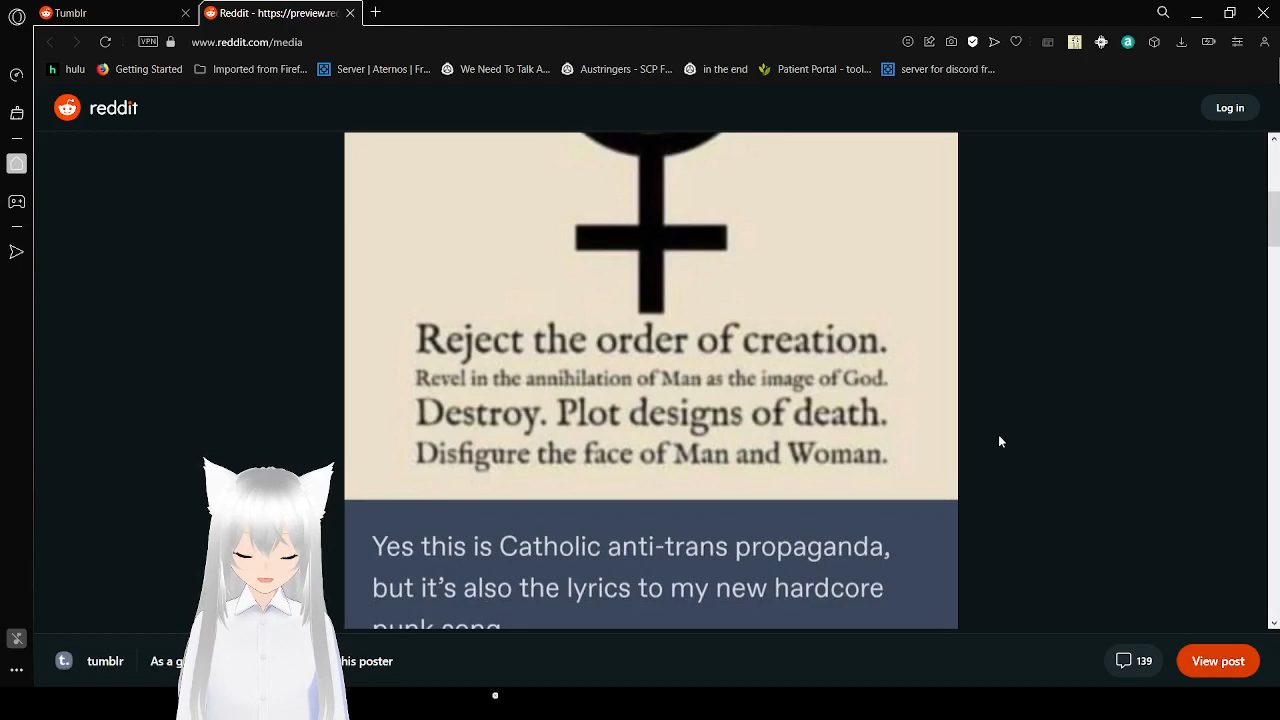 Tumblr
Reddit - https://preview.red
VPN
www.reddit.com/media
hulu
Getting Started
Imported from Firef...
Server | Aternos | Fr...
We Need To Talk A...
Austringers - SCP F...
in the end
Patient Portal - tool...
server for discord fr...
reddit
Log in
Reject the order of creation.
Revel in the annihilation of Man as the image of God.
Destroy. Plot designs of death.
Disfigure the face of Man and Woman.
Yes this is Catholic anti-trans propaganda,
but it's also the lyrics to my new hardcore
punk song
tumblr
As a g
his poster
139
View post